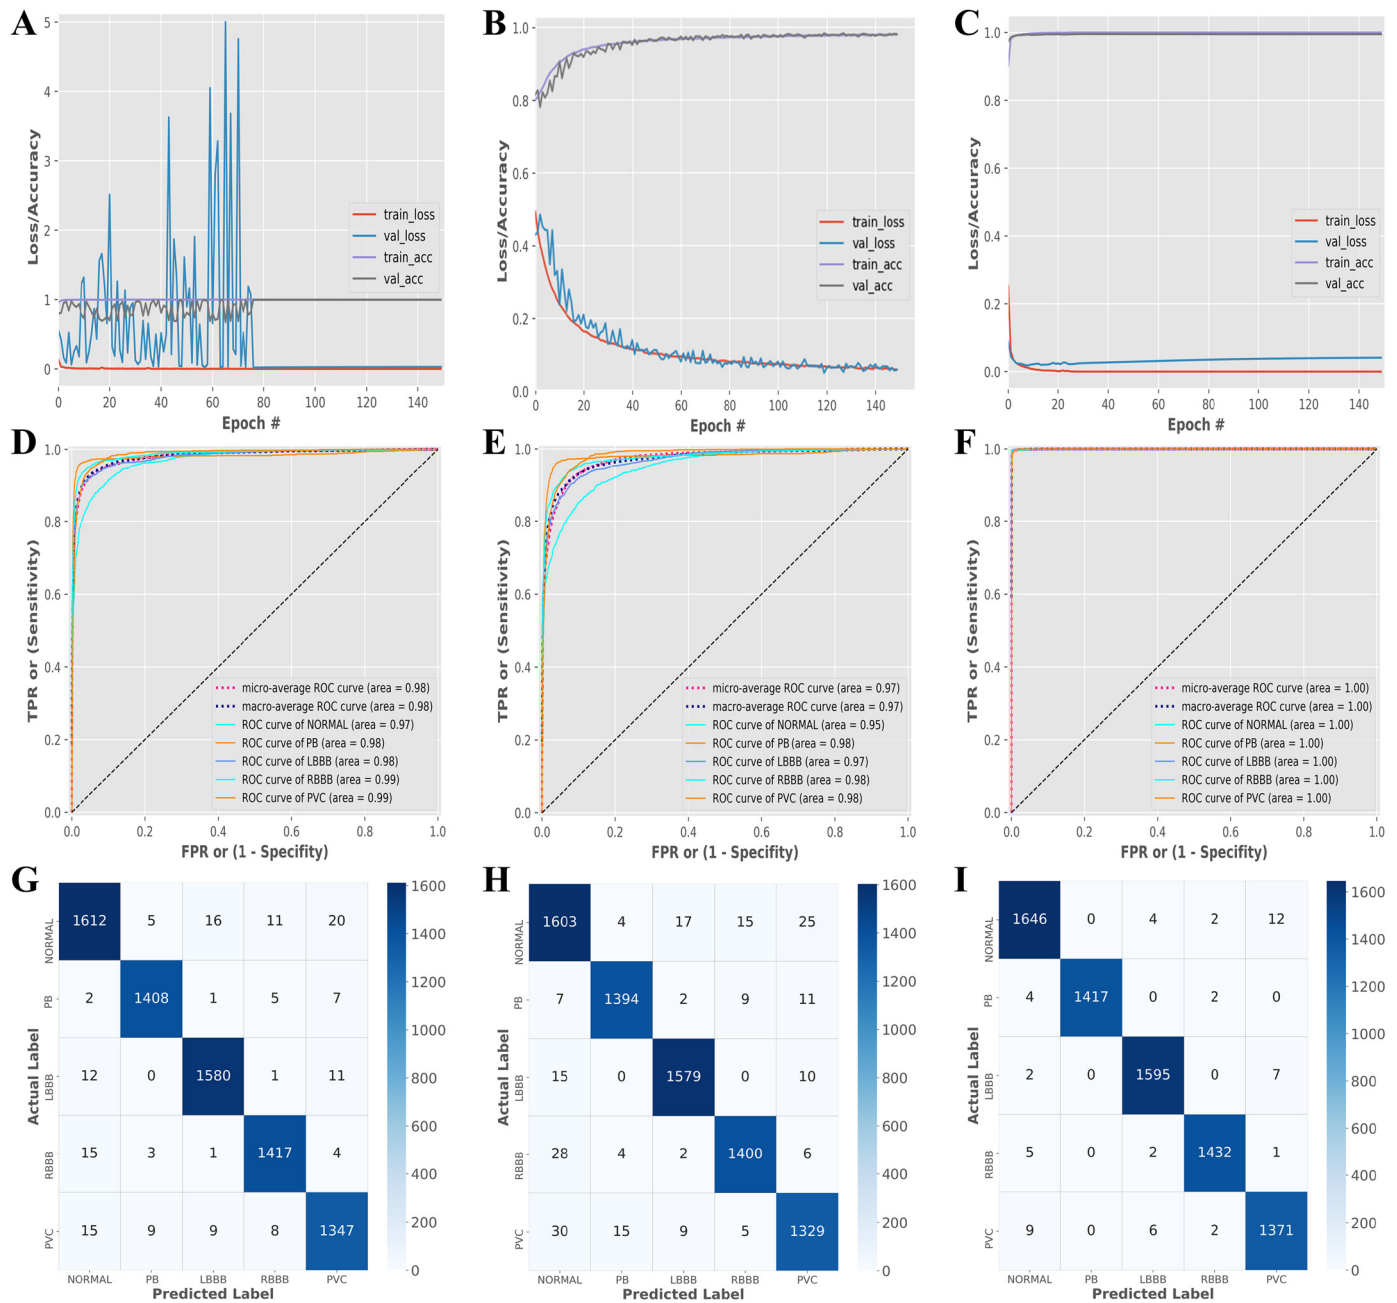 A
5
4
3
2
1
0
Loss/Accuracy
train_loss
val_loss
train_acc
val_acc
0 20 40 60 80 100 120 140
Epoch #
B
1.0
0.8
0.6
0.4
0.2
0.0
Loss/Accuracy
train_loss
val_loss
train_acc
val_acc
0 20 40 60 80 100 120 140
Epoch #
C
1.0
0.8
0.6
0.4
0.2
0.0
Loss/Accuracy
train_loss
val_loss
train_acc
val_acc
0 20 40 60 80 100 120 140
Epoch #
D
1.0
0.8
0.6
0.4
0.2
0.0
TPR or (Sensitivity)
micro-average ROC curve (area = 0.98)
macro-average ROC curve (area = 0.98)
ROC curve of NORMAL (area = 0.97)
ROC curve of PB (area = 0.98)
ROC curve of LBBB (area = 0.98)
ROC curve of RBBB (area = 0.99)
ROC curve of PVC (area = 0.99)
0.0 0.2 0.4 0.6 0.8 1.0
FPR or (1 - Specifity)
E
1.0
0.8
0.6
0.4
0.2
0.0
TPR or (Sensitivity)
micro-average ROC curve (area = 0.97)
macro-average ROC curve (area = 0.97)
ROC curve of NORMAL (area = 0.95)
ROC curve of PB (area = 0.98)
ROC curve of LBBB (area = 0.97)
ROC curve of RBBB (area = 0.98)
ROC curve of PVC (area = 0.98)
0.0 0.2 0.4 0.6 0.8 1.0
FPR or (1 - Specifity)
F
1.0
0.8
0.6
0.4
0.2
0.0
TPR or (Sensitivity)
micro-average ROC curve (area = 1.00)
macro-average ROC curve (area = 1.00)
ROC curve of NORMAL (area = 1.00)
ROC curve of PB (area = 1.00)
ROC curve of LBBB (area = 1.00)
ROC curve of RBBB (area = 1.00)
ROC curve of PVC (area = 1.00)
0.0 0.2 0.4 0.6 0.8 1.0
FPR or (1 - Specifity)
G
Actual Label
NORMAL 1612 5 16 11 20
PB 2 1408 1 5 7
LBBB 12 0 1580 1 11
RBBB 15 3 1 1417 4
PVC 15 9 9 8 1347
NORMAL PB LBBB RBBB PVC
Predicted Label
1600
1400
1200
1000
800
600
400
200
0
H
Actual Label
NORMAL 1603 4 17 15 25
PB 7 1394 2 9 11
LBBB 15 0 1579 0 10
RBBB 28 4 2 1400 6
PVC 30 15 9 5 1329
NORMAL PB LBBB RBBB PVC
Predicted Label
1600
1400
1200
1000
800
600
400
200
0
I
Actual Label
NORMAL 1646 0 4 2 12
PB 4 1417 0 2 0
LBBB 2 0 1595 0 7
RBBB 5 0 2 1432 1
PVC 9 0 6 2 1371
NORMAL PB LBBB RBBB PVC
Predicted Label
1600
1400
1200
1000
800
600
400
200
0